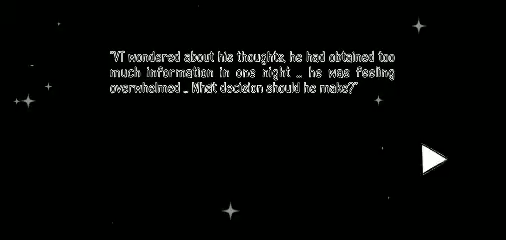 "VT wondered about his thoughts, he had obtained too
much information in one night ... he was feeling
overwhelmed ... What decision should he make?"